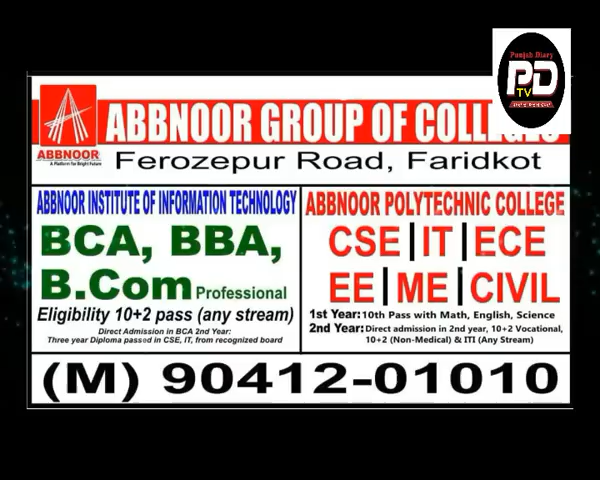 Punjab Diary
PD
TV
ABBNOOR GROUP OF COLLEGES
ABBNOOR
A Platform for Bright Future
Ferozepur Road, Faridkot
ABBNOOR INSTITUTE OF INFORMATION TECHNOLOGY
BCA, BBA,
B.Com Professional
Eligibility 10+2 pass (any stream)
Direct Admission in BCA 2nd Year:
Three year Diploma passed in CSE, IT, from recognized board
ABBNOOR POLYTECHNIC COLLEGE
CSE|IT|ECE
EE|ME|CIVIL
1st Year: 10th Pass with Math, English, Science
2nd Year: Direct admission in 2nd year, 10+2 Vocational,
10+2 (Non-Medical) & ITI (Any Stream)
(M) 90412-01010